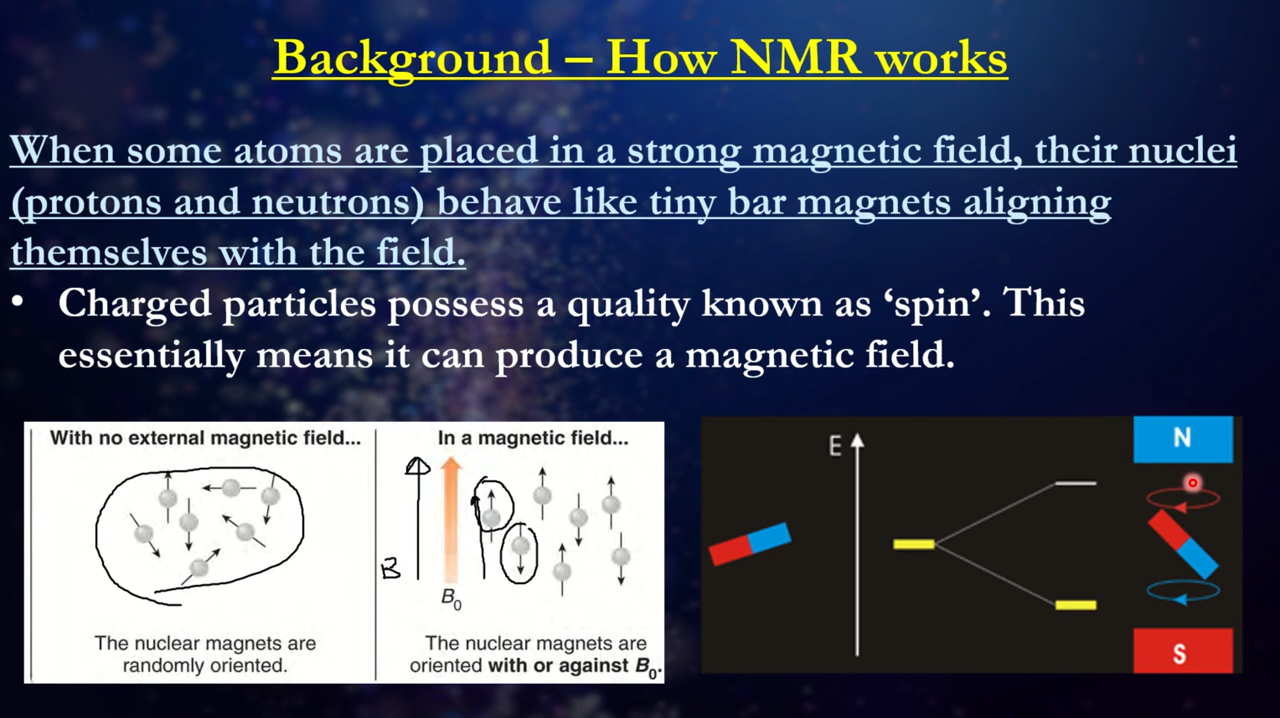 Background – How NMR works
When some atoms are placed in a strong magnetic field, their nuclei
(protons and neutrons) behave like tiny bar magnets aligning
themselves with the field.
• Charged particles possess a quality known as ‘spin’. This
essentially means it can produce a magnetic field.
With no external magnetic field...
The nuclear magnets are
randomly oriented.
In a magnetic field...
B
B₀
The nuclear magnets are
oriented with or against B₀.
E
N
S